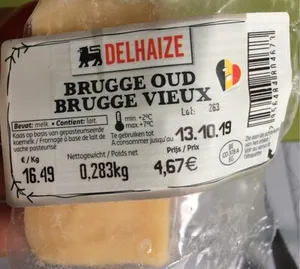 DELHAIZE
BRUGGE OUD
BRUGGE VIEUX
Lot: 263
Bevat: melk. • Contient: lait.
Kaas op basis van gepasteuriseerde
koemelk / Fromage à base de lait de
vache pasteurisé
min. +2°C
max. +7°C
Te gebruiken tot
A consommer jusqu'au 13.10.19
€/Kg Nettogewicht / Poids net Prijs / Prix
16.49 0,283kg 4,67€
BE
EG